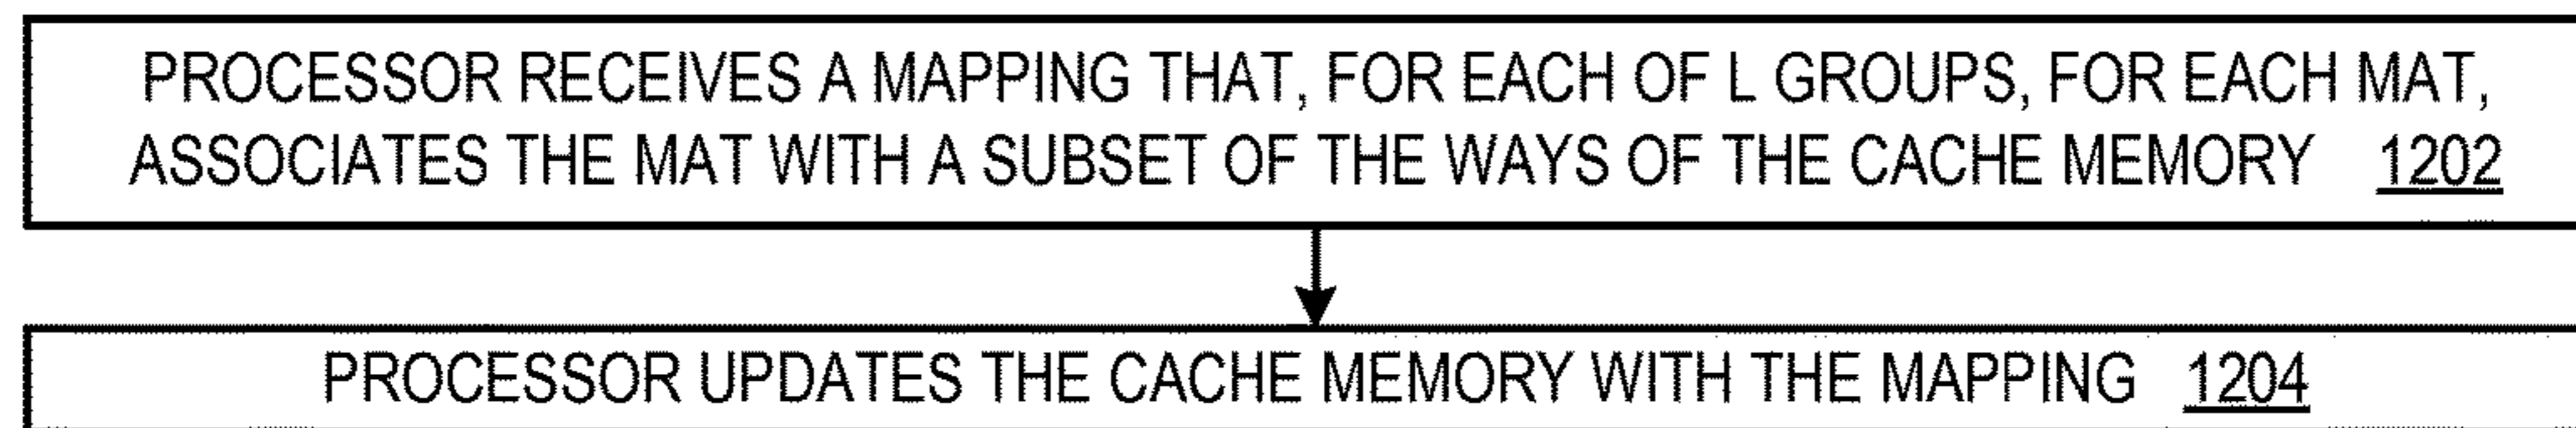 PROCESSOR RECEIVES A MAPPING THAT, FOR EACH OF L GROUPS, FOR EACH MAT,
ASSOCIATES THE MAT WITH A SUBSET OF THE WAYS OF THE CACHE MEMORY 1202
PROCESSOR UPDATES THE CACHE MEMORY WITH THE MAPPING 1204